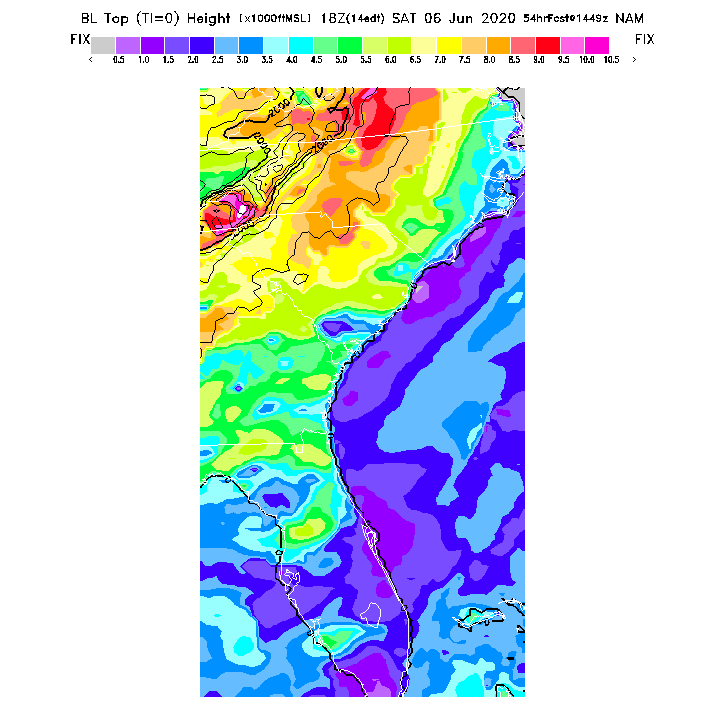 BL Top (TI=0) Height [x1000ftMSL] 18Z(14edt) SAT 06 Jun 2020 54hrFcst@1449z NAM
FIX FIX
< 0.5 1.0 1.5 2.0 2.5 3.0 3.5 4.0 4.5 5.0 5.5 6.0 6.5 7.0 7.5 8.0 8.5 9.0 9.5 10.0 10.5 >
2000
2000
2000